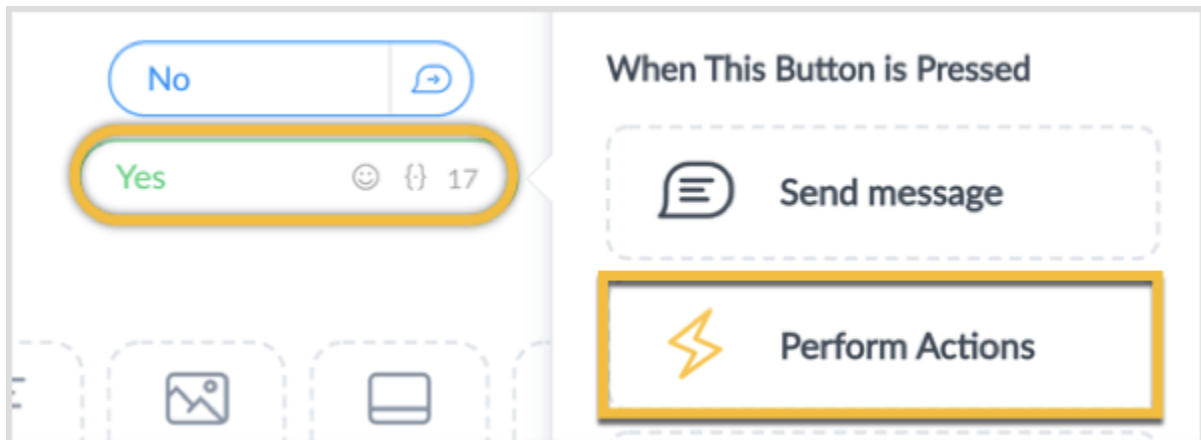 No
Yes {} 17
When This Button is Pressed
Send message
Perform Actions